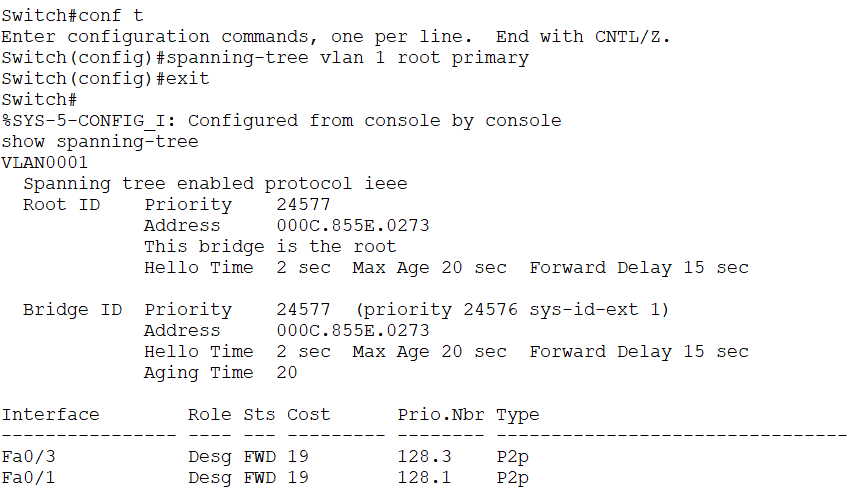 Switch#conf t
Enter configuration commands, one per line.  End with CNTL/Z.
Switch(config)#spanning-tree vlan 1 root primary
Switch(config)#exit
Switch#
%SYS-5-CONFIG_I: Configured from console by console
show spanning-tree
VLAN0001
  Spanning tree enabled protocol ieee
  Root ID    Priority    24577
             Address     000C.855E.0273
             This bridge is the root
             Hello Time  2 sec  Max Age 20 sec  Forward Delay 15 sec

  Bridge ID  Priority    24577  (priority 24576 sys-id-ext 1)
             Address     000C.855E.0273
             Hello Time  2 sec  Max Age 20 sec  Forward Delay 15 sec
             Aging Time  20

Interface        Role Sts Cost      Prio.Nbr Type
---------------- ---- --- --------- -------- --------------------------------
Fa0/3            Desg FWD 19        128.3    P2p
Fa0/1            Desg FWD 19        128.1    P2p